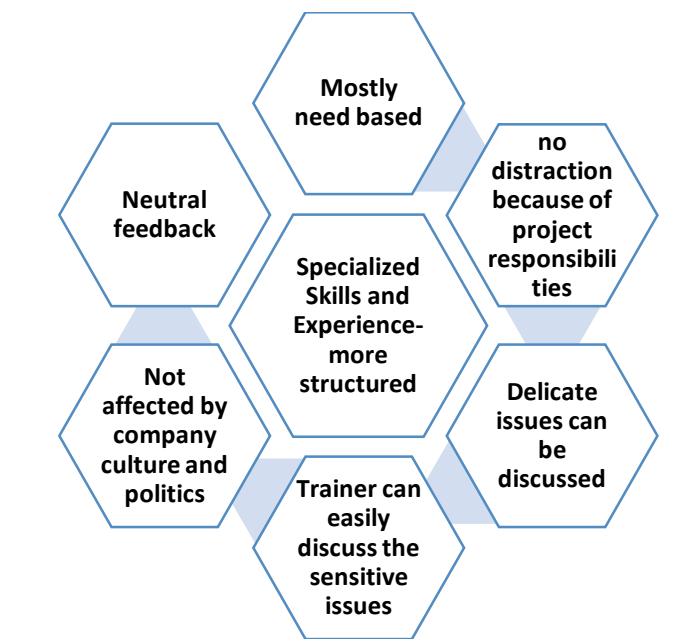 Mostly
need based
no
distraction
because of
project
responsibili
ties
Delicate
issues can
be
discussed
Trainer can
easily
discuss the
sensitive
issues
Not
affected by
company
culture and
politics
Neutral
feedback
Specialized
Skills and
Experience-
more
structured